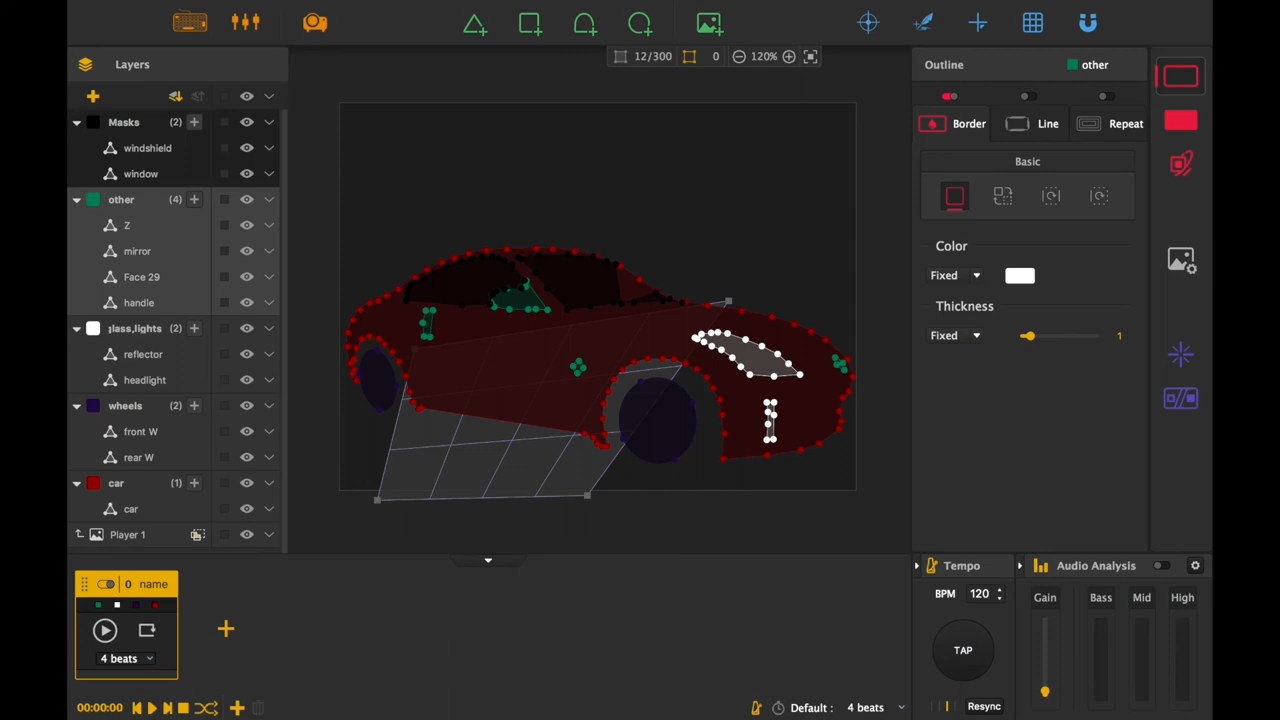 12/300 0 120%
Layers
Masks (2)
windshield
window
other (4)
Z
mirror
Face 29
handle
glass,lights (2)
reflector
headlight
wheels (2)
front W
rear W
car (1)
car
Player 1
Outline other
Border Line Repeat
Basic
Color
Fixed
Thickness
Fixed 1
0 name
4 beats
00:00:00
Default: 4 beats
Tempo
BPM 120
TAP
Resync
Audio Analysis
Gain Bass Mid High